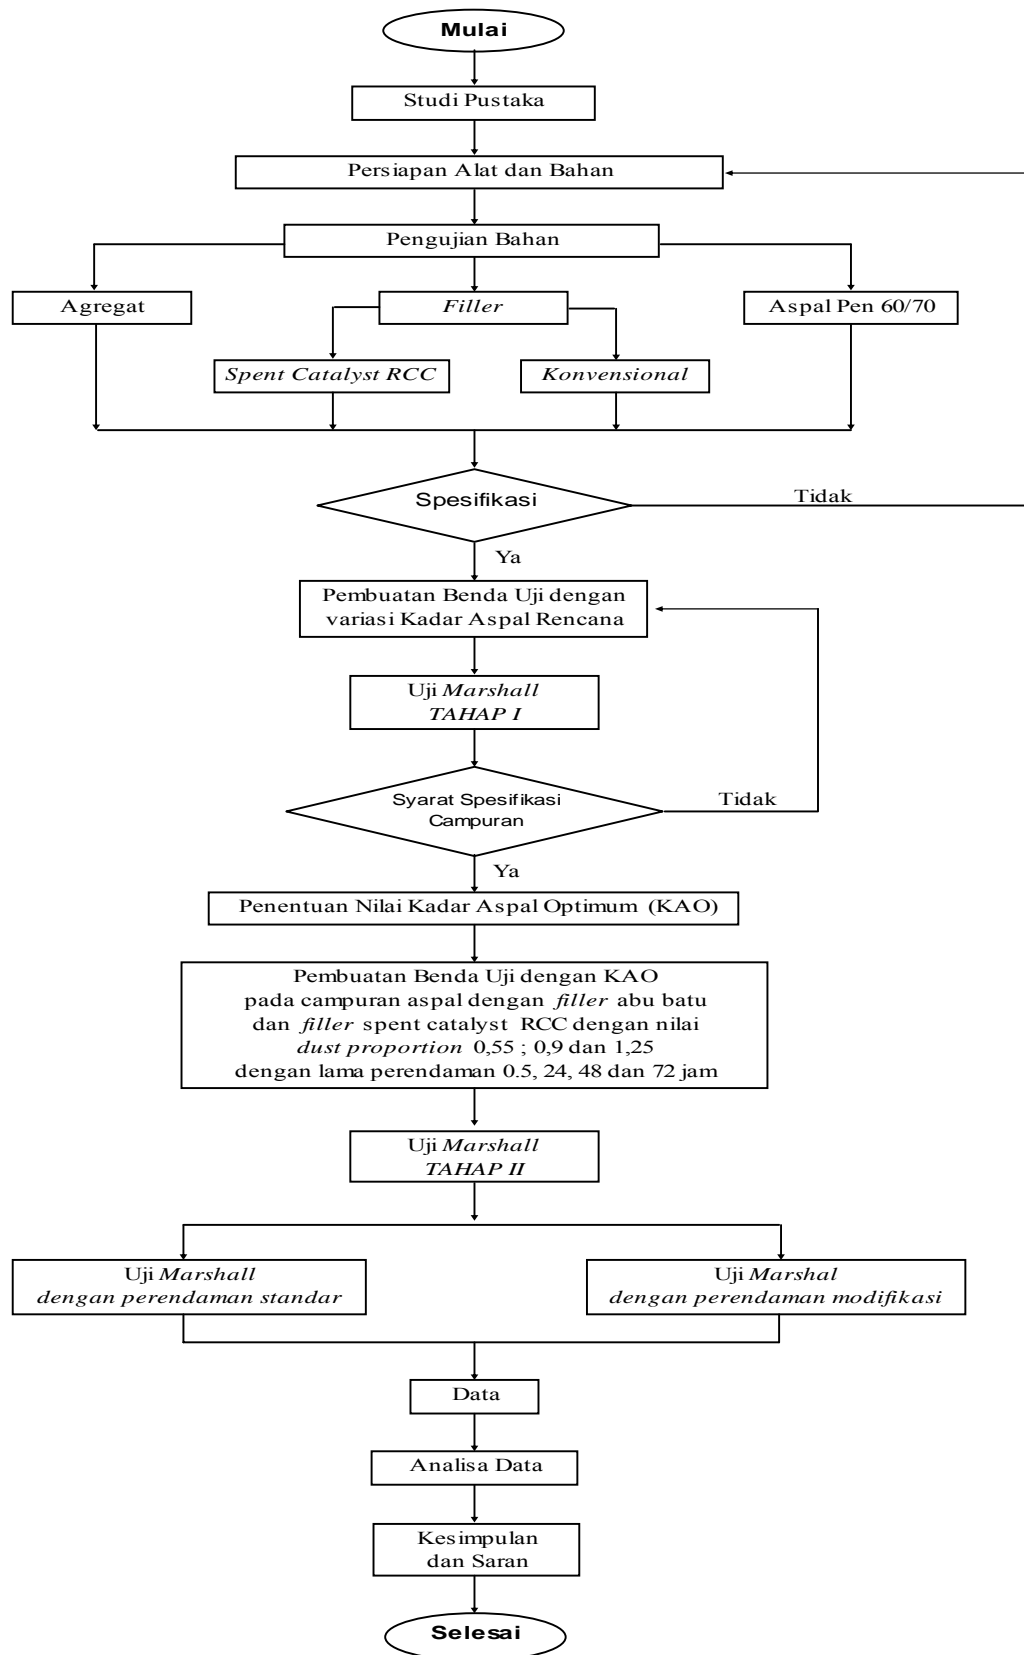 Mulai
Studi Pustaka
Persiapan Alat dan Bahan
Pengujian Bahan
Agregat
Filler
Aspal Pen 60/70
Spent Catalyst RCC
Konvensional
Spesifikasi
Tidak
Ya
Pembuatan Benda Uji dengan
variasi Kadar Aspal Rencana
Uji Marshall
TAHAP I
Syarat Spesifikasi
Campuran
Tidak
Ya
Penentuan Nilai Kadar Aspal Optimum (KAO)
Pembuatan Benda Uji dengan KAO
pada campuran aspal dengan filler abu batu
dan filler spent catalyst RCC dengan nilai
dust proportion 0,55 ; 0,9 dan 1,25
dengan lama perendaman 0.5, 24, 48 dan 72 jam
Uji Marshall
TAHAP II
Uji Marshall
dengan perendaman standar
Uji Marshal
dengan perendaman modifikasi
Data
Analisa Data
Kesimpulan
dan Saran
Selesai